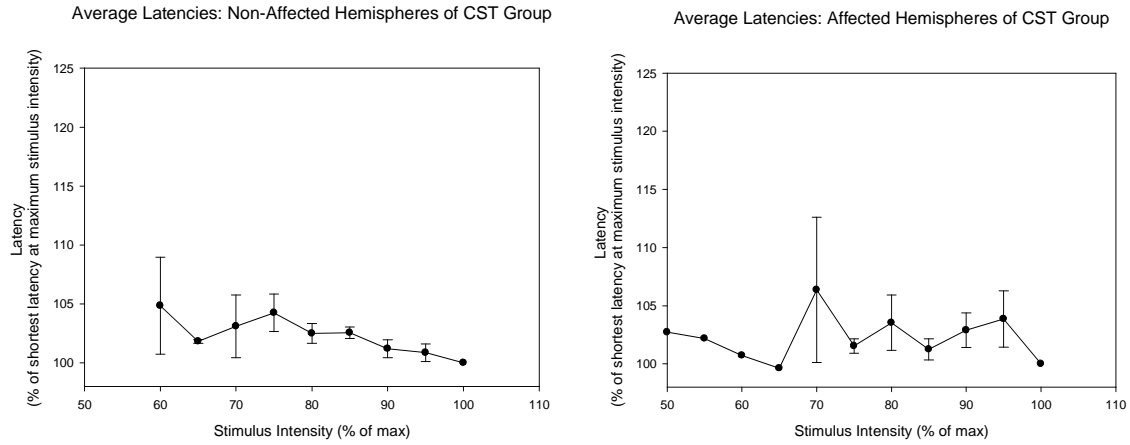 Average Latencies: Non-Affected Hemispheres of CST Group
Latency
(% of shortest latency at maximum stimulus intensity)
125
120
115
110
105
100
50 60 70 80 90 100 110
Stimulus Intensity (% of max)
Average Latencies: Affected Hemispheres of CST Group
Latency
(% of shortest latency at maximum stimulus intensity)
125
120
115
110
105
100
50 60 70 80 90 100 110
Stimulus Intensity (% of max)